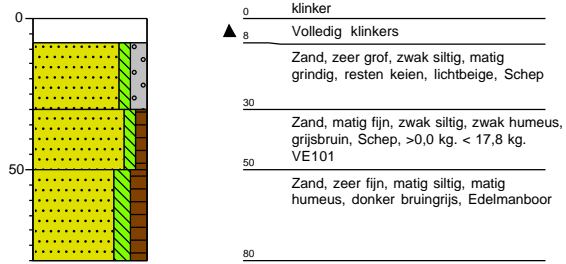 0
50
0
klinker
8
Volledig klinkers
Zand, zeer grof, zwak siltig, matig
grindig, resten keien, lichtbeige, Schep
30
Zand, matig fijn, zwak siltig, zwak humeus,
grijsbruin, Schep, >0,0 kg. < 17,8 kg.
VE101
50
Zand, zeer fijn, matig siltig, matig
humeus, donker bruingrijs, Edelmanboor
80